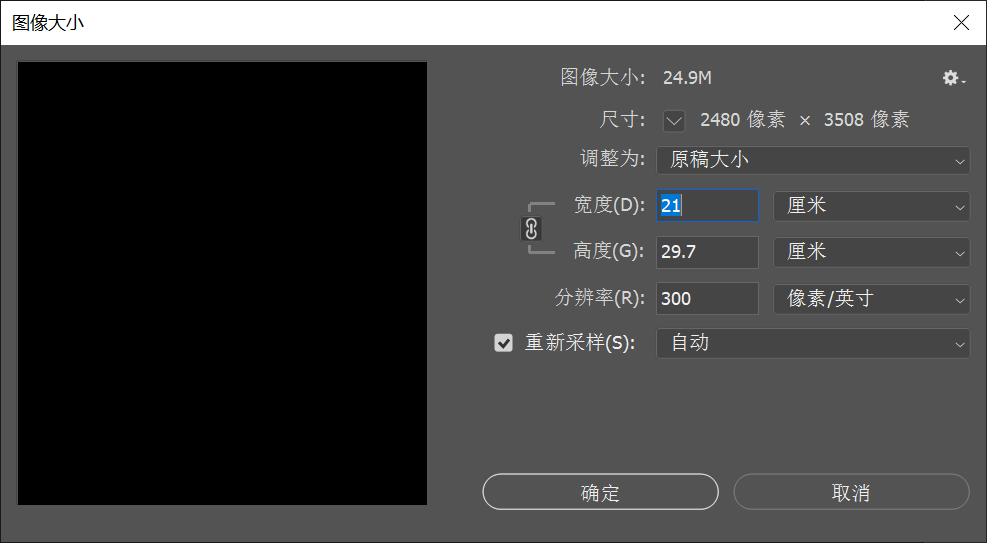 图像大小
图像大小: 24.9M
尺寸: 2480 像素 × 3508 像素
调整为: 原稿大小
宽度(D): 21 厘米
高度(G): 29.7 厘米
分辨率(R): 300 像素/英寸
重新采样(S): 自动
确定 取消